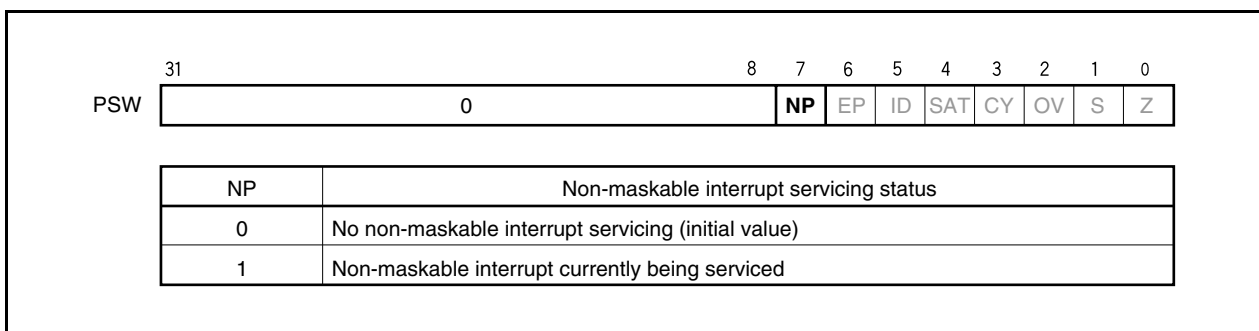 31 8 7 6 5 4 3 2 1 0
PSW 0 NP EP ID SAT CY OV S Z
NP Non-maskable interrupt servicing status
0 No non-maskable interrupt servicing (initial value)
1 Non-maskable interrupt currently being serviced